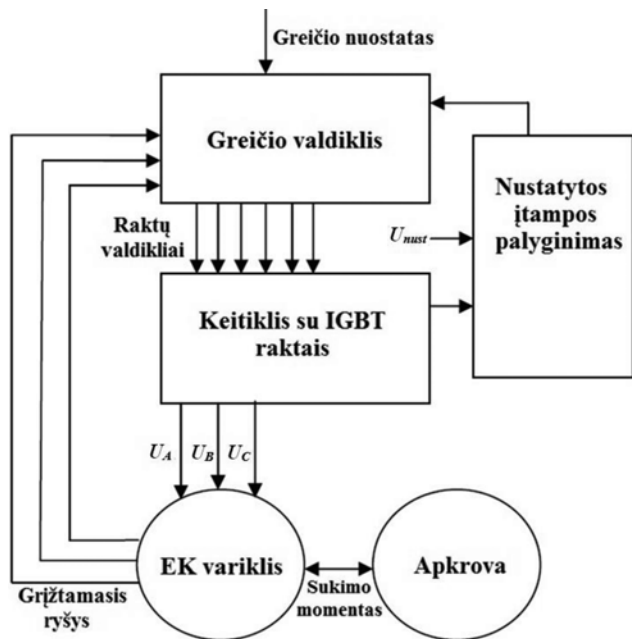 Greičio nuostatas
Greičio valdiklis
Nustatytos
įtampos
palyginimas
Raktų
valdikliai
Unust
Keitiklis su IGBT
raktais
UA UB UC
EK variklis
Apkrova
Sukimo
momentas
Grįžtamasis
ryšys